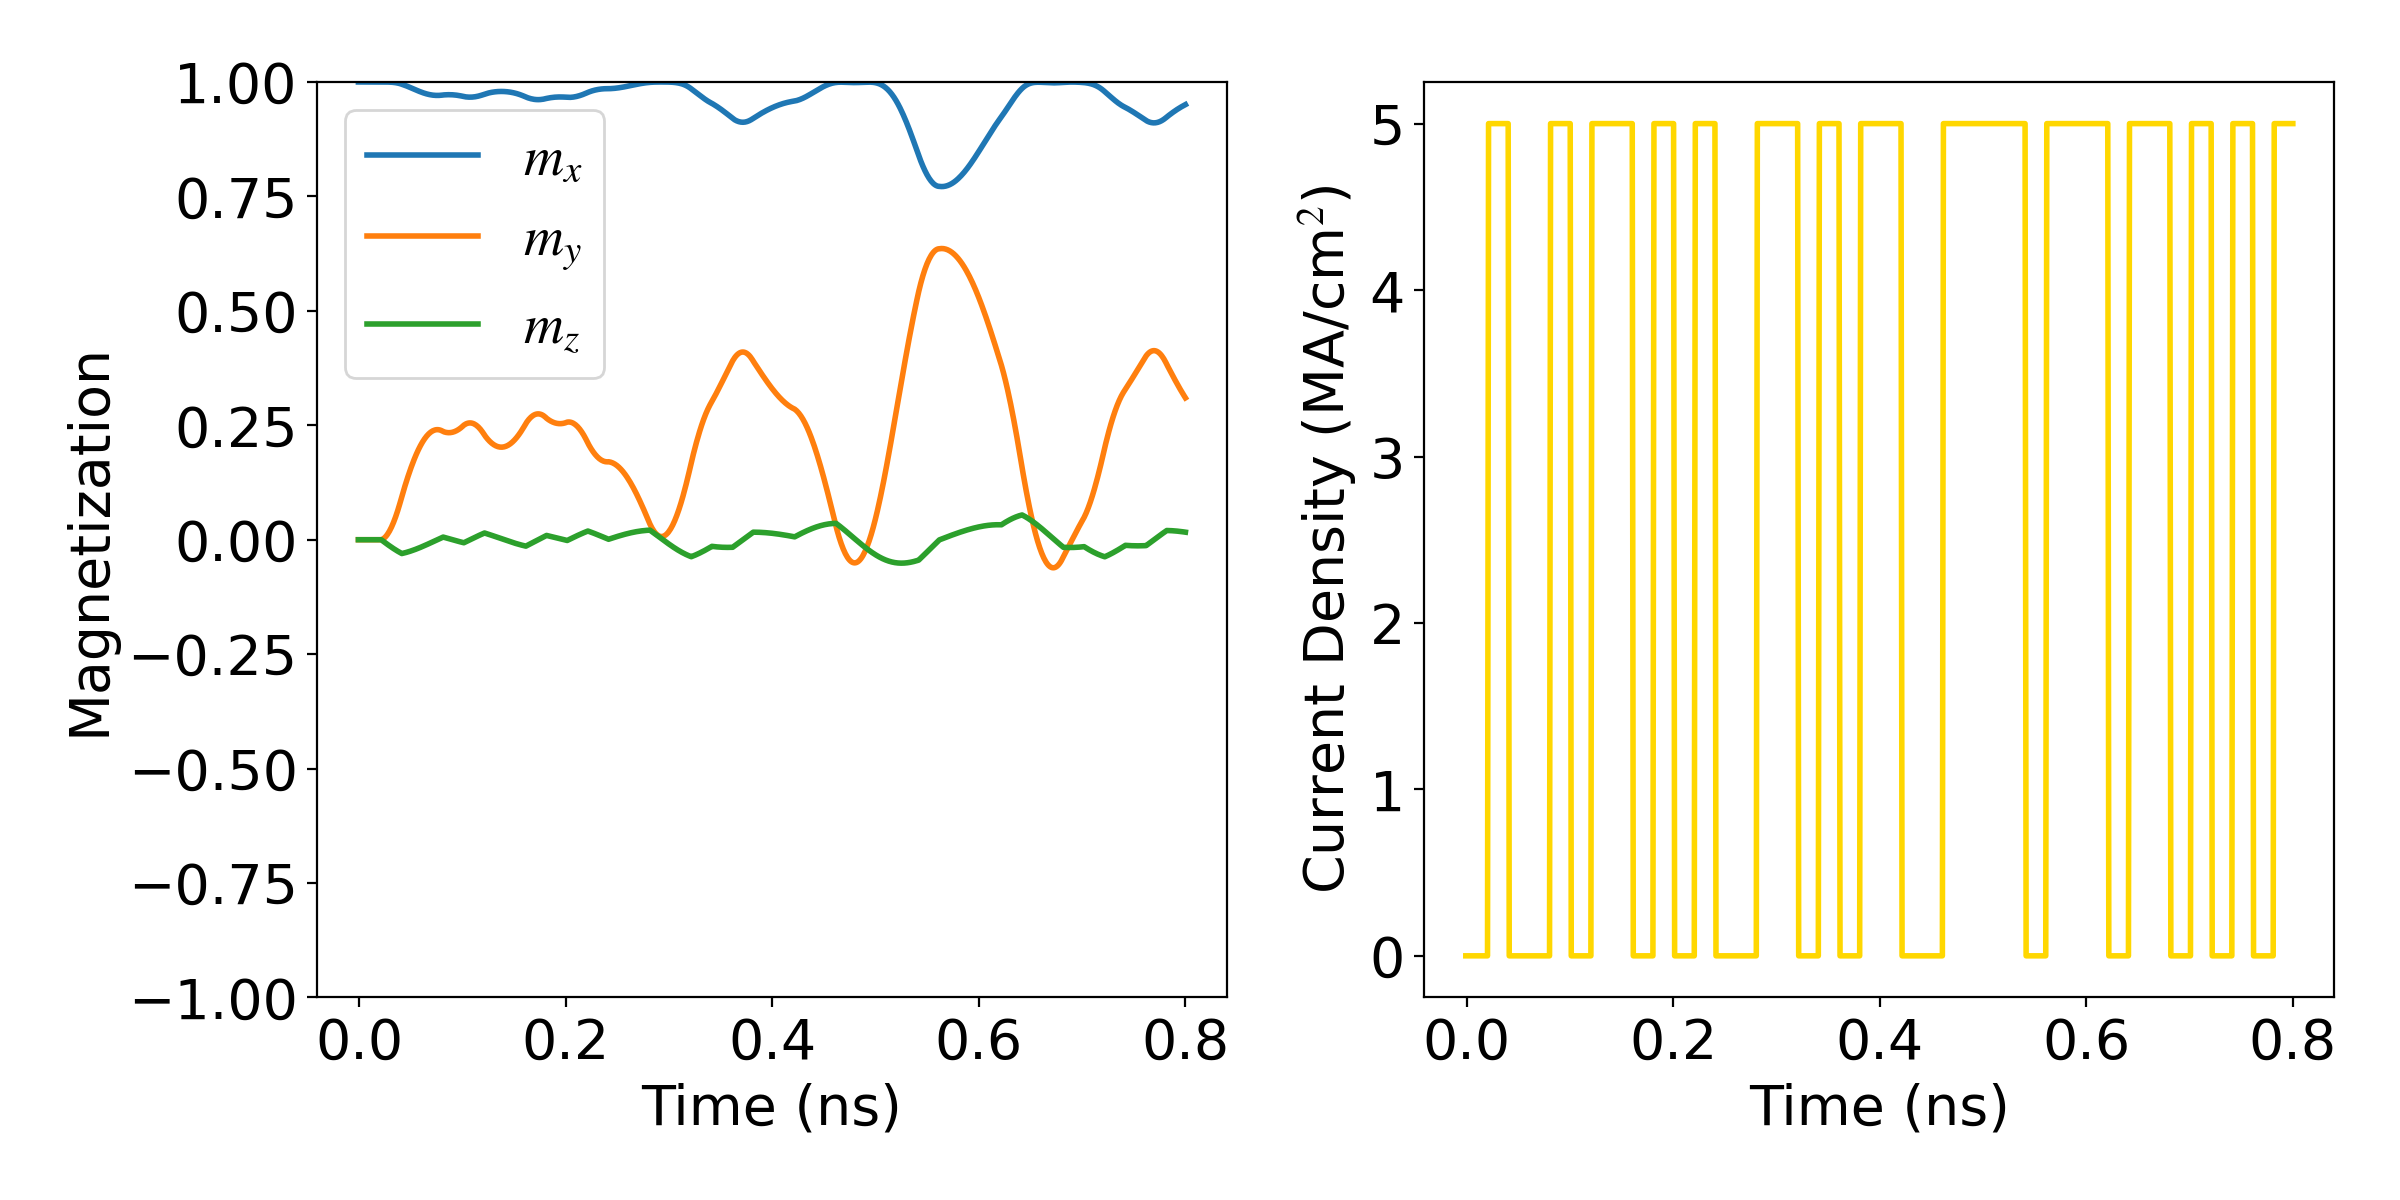 Magnetization
1.00
0.75
0.50
0.25
0.00
−0.25
−0.50
−0.75
−1.00
0.0 0.2 0.4 0.6 0.8
Time (ns)
m_x
m_y
m_z
Current Density (MA/cm²)
5
4
3
2
1
0
0.0 0.2 0.4 0.6 0.8
Time (ns)